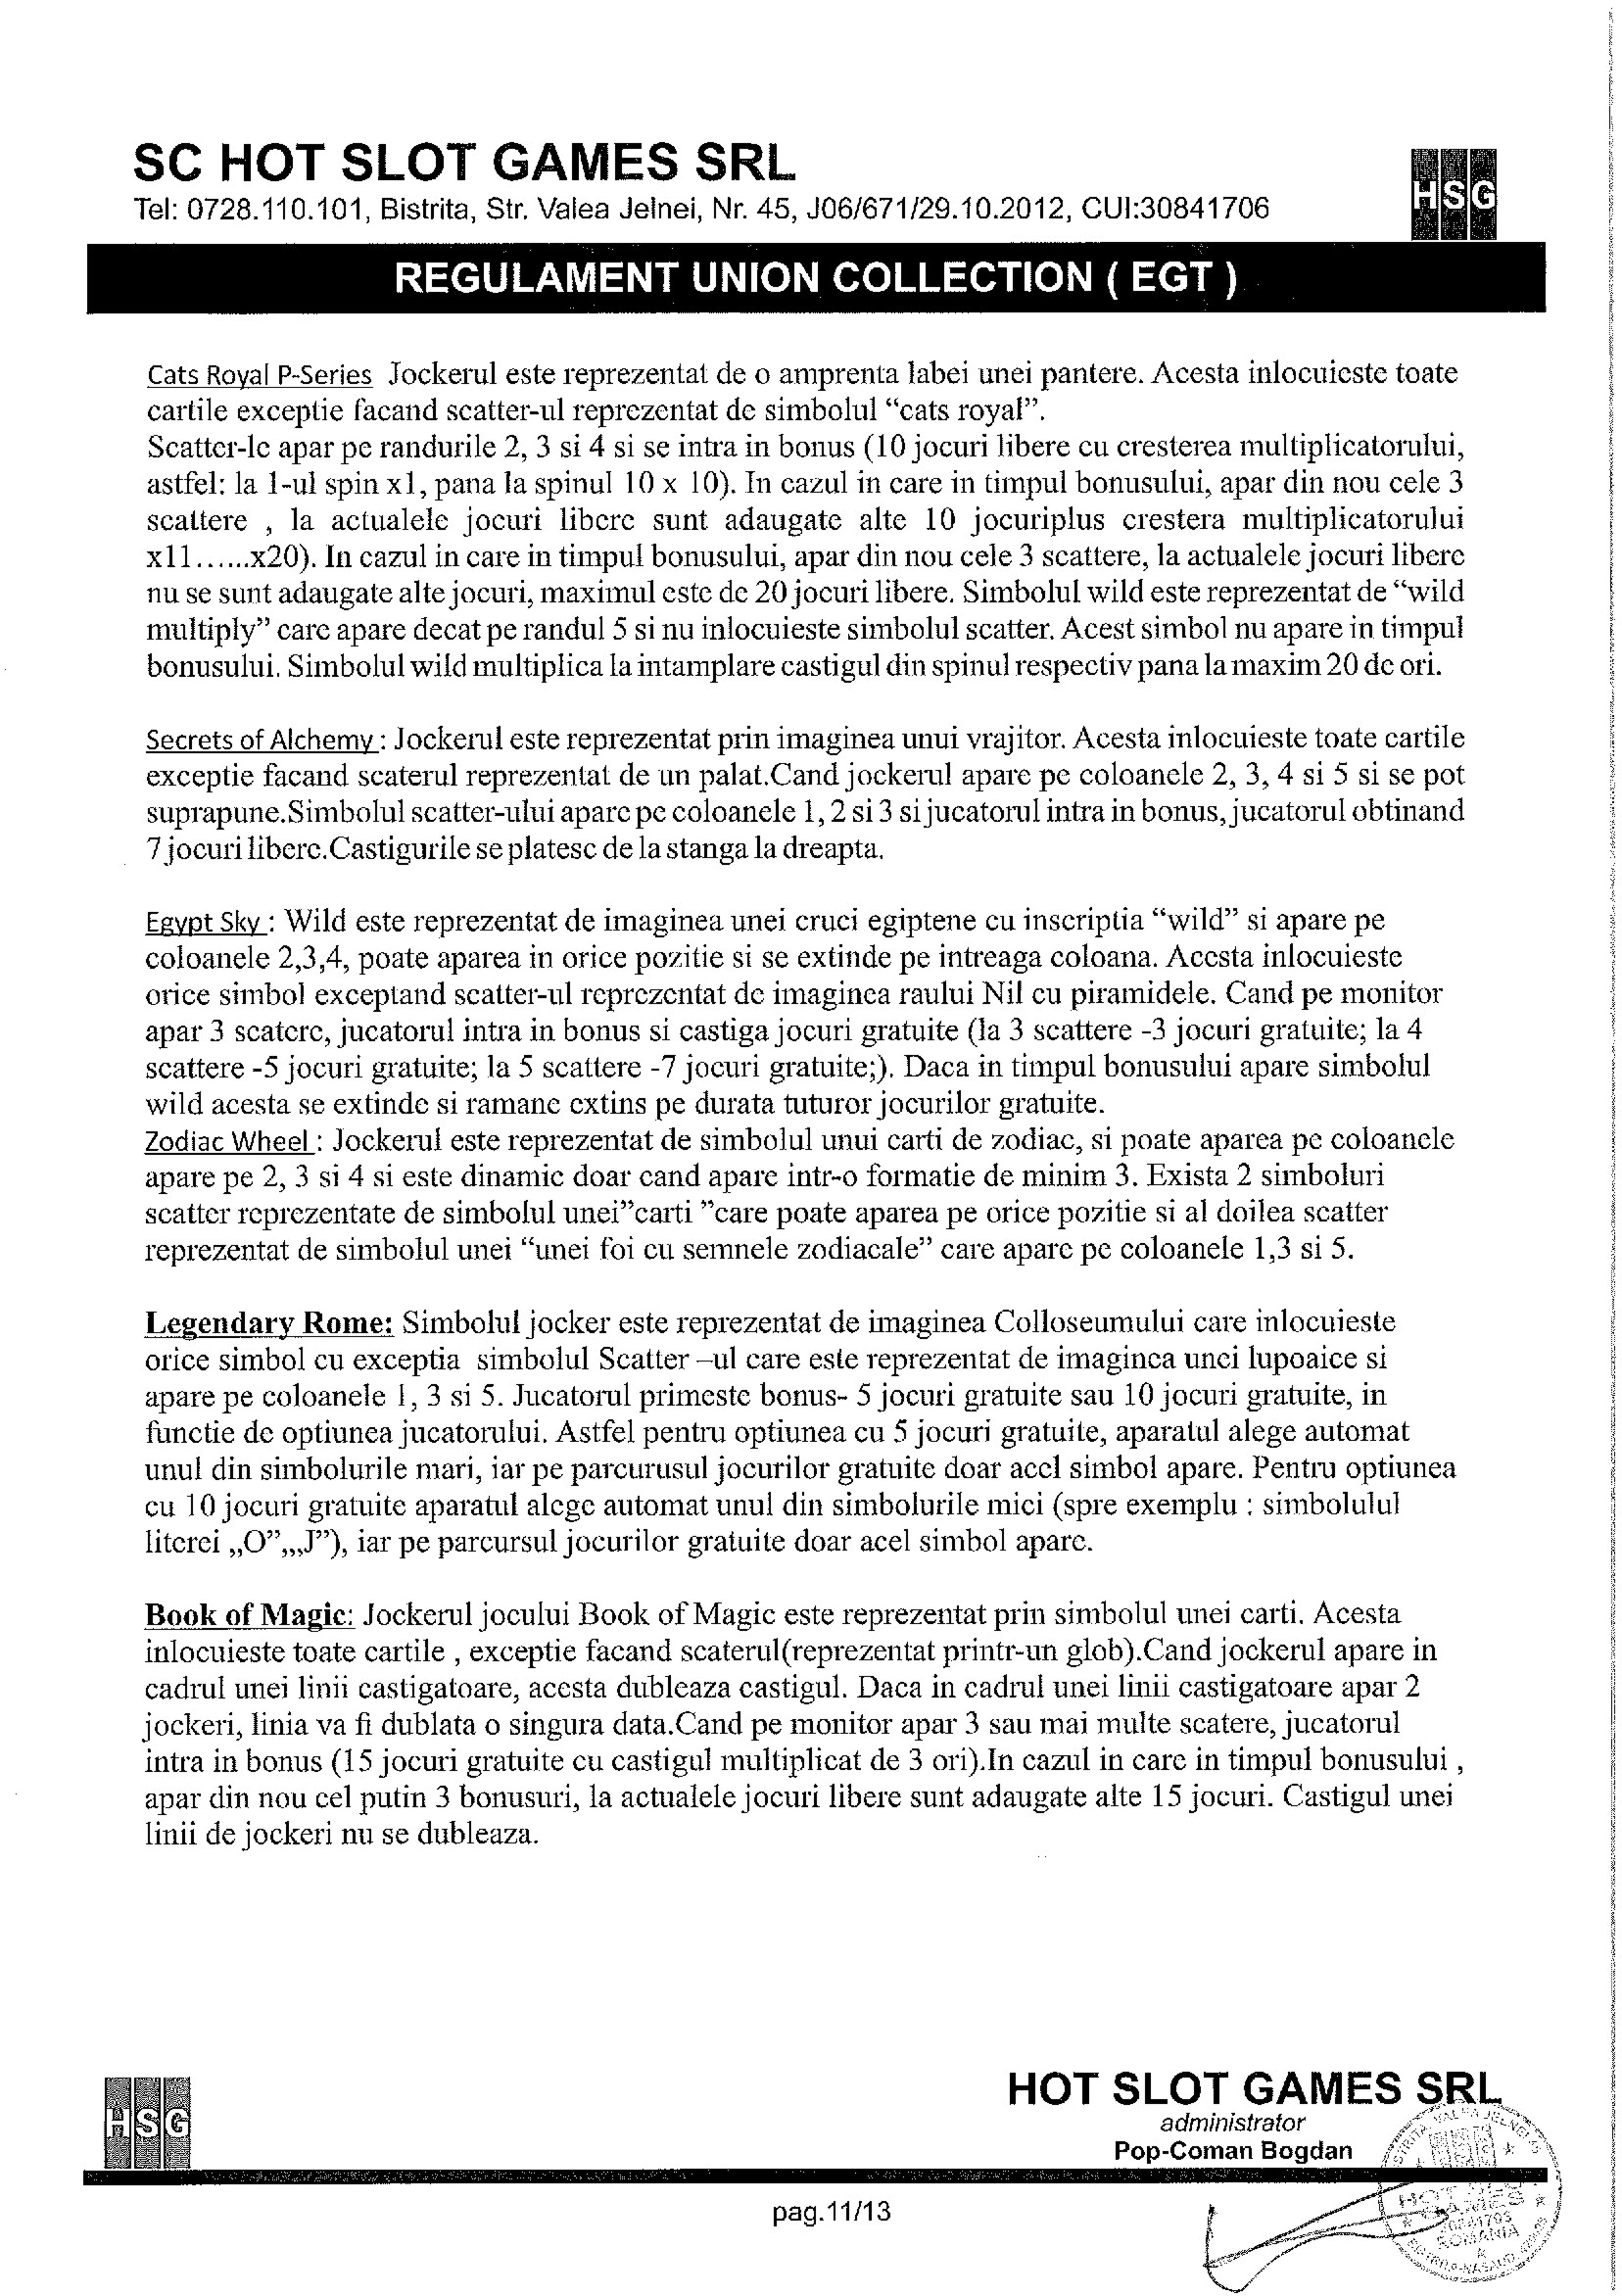 SC HOT SLOT GAMES SRL
Tel: 0728.110.101, Bistrita, Str. Valea Jelnei, Nr. 45, J06/671/29.10.2012, CUI:30841706
HSG
REGULAMENT UNION COLLECTION ( EGT )
Cats Royal P-Series Jockerul este reprezentat de o amprenta labei unei pantere. Acesta inlocuieste toate
cartile exceptie facand scatter-ul reprezentat de simbolul “cats royal”.
Scatter-le apar pe randurile 2, 3 si 4 si se intra in bonus (10 jocuri libere cu cresterea multiplicatorului,
astfel: la 1-ul spin x1, pana la spinul 10 x 10). In cazul in care in timpul bonusului, apar din nou cele 3
scattere , la actualele jocuri libere sunt adaugate alte 10 jocuriplus crestera multiplicatorului
x11......x20). In cazul in care in timpul bonusului, apar din nou cele 3 scattere, la actualele jocuri libere
nu se sunt adaugate alte jocuri, maximul este de 20 jocuri libere. Simbolul wild este reprezentat de “wild
multiply” care apare decat pe randul 5 si nu inlocuieste simbolul scatter. Acest simbol nu apare in timpul
bonusului. Simbolul wild multiplica la intamplare castigul din spinul respectiv pana la maxim 20 de ori.
Secrets of Alchemy : Jockerul este reprezentat prin imaginea unui vrajitor. Acesta inlocuieste toate cartile
exceptie facand scaterul reprezentat de un palat.Cand jockerul apare pe coloanele 2, 3, 4 si 5 si se pot
suprapune.Simbolul scatter-ului apare pe coloanele 1, 2 si 3 si jucatorul intra in bonus, jucatorul obtinand
7 jocuri libere.Castigurile se platesc de la stanga la dreapta.
Egypt Sky : Wild este reprezentat de imaginea unei cruci egiptene cu inscriptia “wild” si apare pe
coloanele 2,3,4, poate aparea in orice pozitie si se extinde pe intreaga coloana. Accsta inlocuieste
orice simbol exceptand scatter-ul reprezentat de imaginea raului Nil cu piramidele. Cand pe monitor
apar 3 scatere, jucatorul intra in bonus si castiga jocuri gratuite (la 3 scattere -3 jocuri gratuite; la 4
scattere -5 jocuri gratuite; la 5 scattere -7 jocuri gratuite;). Daca in timpul bonusului apare simbolul
wild acesta se extinde si ramane extins pe durata tuturor jocurilor gratuite.
Zodiac Wheel : Jockerul este reprezentat de simbolul unui carti de zodiac, si poate aparea pe coloanele
apare pe 2, 3 si 4 si este dinamic doar cand apare intr-o formatie de minim 3. Exista 2 simboluri
scatter reprezentate de simbolul unei”carti ”care poate aparea pe orice pozitie si al doilea scatter
reprezentat de simbolul unei “unei foi cu semnele zodiacale” care apare pe coloanele 1,3 si 5.
Legendary Rome: Simbolul jocker este reprezentat de imaginea Colloseumului care inlocuieste
orice simbol cu exceptia simbolul Scatter –ul care este reprezentat de imaginea unei lupoaice si
apare pe coloanele 1, 3 si 5. Jucatorul primeste bonus- 5 jocuri gratuite sau 10 jocuri gratuite, in
functie de optiunea jucatorului. Astfel pentru optiunea cu 5 jocuri gratuite, aparatul alege automat
unul din simbolurile mari, iar pe parcurusul jocurilor gratuite doar acel simbol apare. Pentru optiunea
cu 10 jocuri gratuite aparatul alege automat unul din simbolurile mici (spre exemplu : simbolulul
literei „O”,„J”), iar pe parcursul jocurilor gratuite doar acel simbol apare.
Book of Magic: Jockerul jocului Book of Magic este reprezentat prin simbolul unei carti. Acesta
inlocuieste toate cartile , exceptie facand scaterul(reprezentat printr-un glob).Cand jockerul apare in
cadrul unei linii castigatoare, acesta dubleaza castigul. Daca in cadrul unei linii castigatoare apar 2
jockeri, linia va fi dublata o singura data.Cand pe monitor apar 3 sau mai multe scatere, jucatorul
intra in bonus (15 jocuri gratuite cu castigul multiplicat de 3 ori).In cazul in care in timpul bonusului ,
apar din nou cel putin 3 bonusuri, la actualele jocuri libere sunt adaugate alte 15 jocuri. Castigul unei
linii de jockeri nu se dubleaza.
HSG
HOT SLOT GAMES SRL
administrator
Pop-Coman Bogdan
pag.11/13
HOT
GAMES
ROMANIA